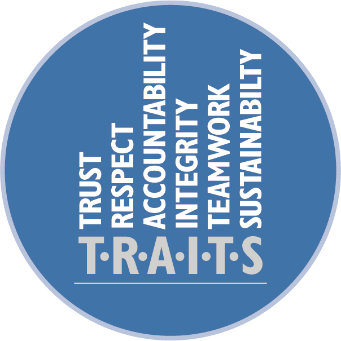 TRUST
RESPECT
ACCOUNTABILITY
INTEGRITY
TEAMWORK
SUSTAINABILTY
T·R·A·I·T·S